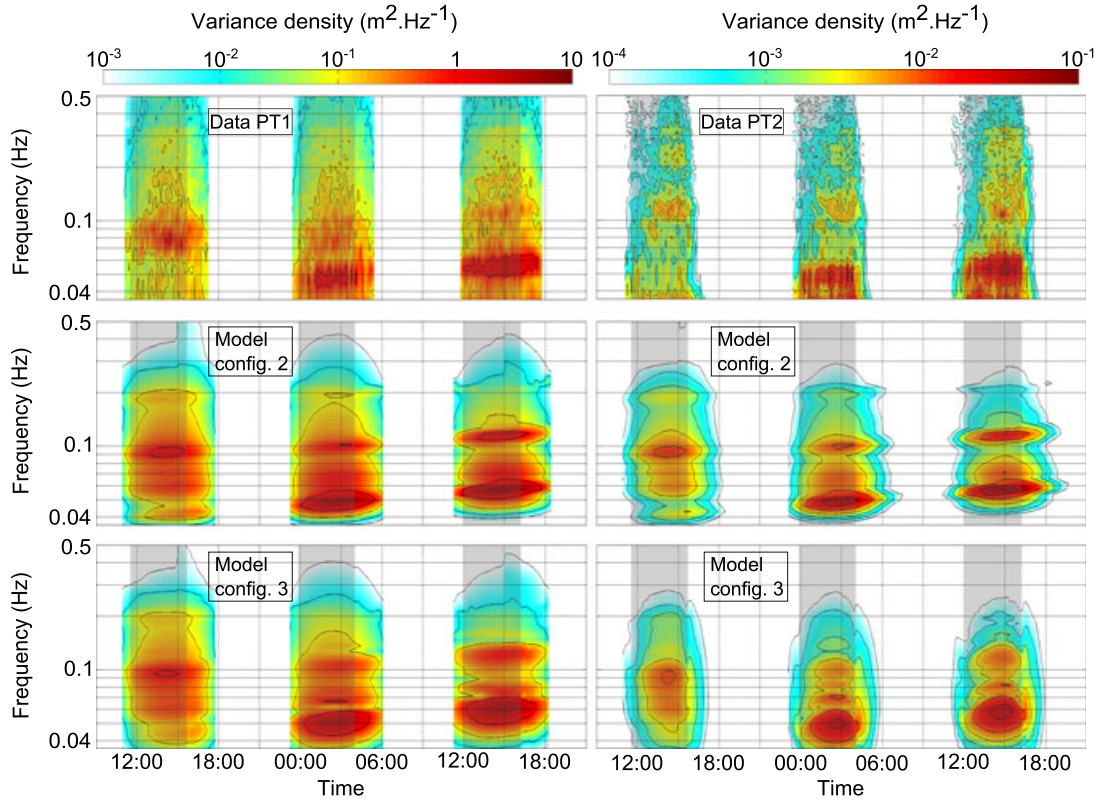 Variance density (m².Hz⁻¹) Variance density (m².Hz⁻¹)
10⁻³ 10⁻² 10⁻¹ 1 10 10⁻⁴ 10⁻³ 10⁻² 10⁻¹
0.5
Data PT1 Data PT2
Frequency (Hz)
0.1
0.04
0.5
Model Model
config. 2 config. 2
Frequency (Hz)
0.1
0.04
0.5
Model Model
config. 3 config. 3
Frequency (Hz)
0.1
0.04
12:00 18:00 00:00 06:00 12:00 18:00 12:00 18:00 00:00 06:00 12:00 18:00
Time Time